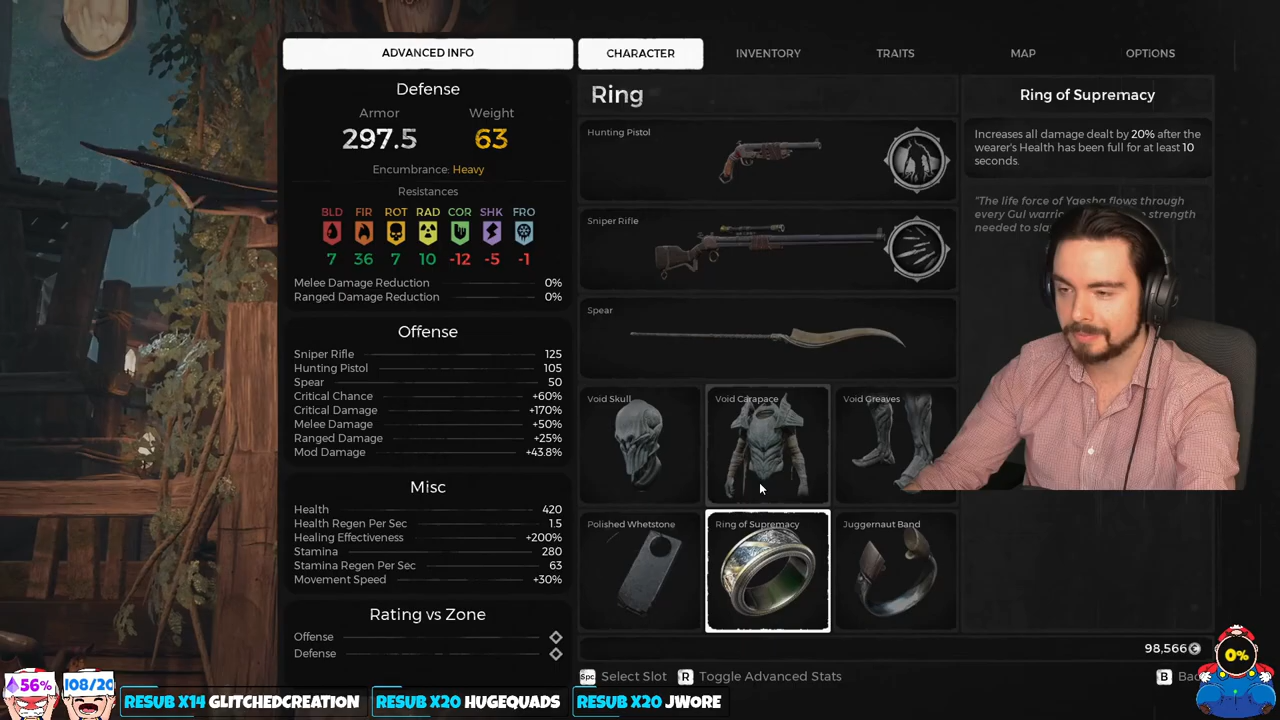 ADVANCED INFO
CHARACTER
INVENTORY
TRAITS
MAP
OPTIONS
Defense
Armor
Weight
297.5
63
Encumbrance: Heavy
Resistances
BLD FIR ROT RAD COR SHK FRO
7 36 7 10 -12 -5 -1
Melee Damage Reduction 0%
Ranged Damage Reduction 0%
Offense
Sniper Rifle 125
Hunting Pistol 105
Spear 50
Critical Chance +60%
Critical Damage +170%
Melee Damage +50%
Ranged Damage +25%
Mod Damage +43.8%
Misc
Health 420
Health Regen Per Sec 1.5
Healing Effectiveness +200%
Stamina 280
Stamina Regen Per Sec 63
Movement Speed +30%
Rating vs Zone
Offense
Defense
Ring
Hunting Pistol
Sniper Rifle
Spear
Void Skull
Void Carapace
Void Greaves
Polished Whetstone
Ring of Supremacy
Juggernaut Band
Ring of Supremacy
Increases all damage dealt by 20% after the
wearer's Health has been full for at least 10
seconds.
"The life force of Yaesha flows through
every Gul strength
needed to
98,566
Spc. Select Slot
R Toggle Advanced Stats
B
56%
108/20
RESUB X14 GLITCHEDCREATION
RESUB X20 HUGEQUADS
RESUB X20 JWORE
0%